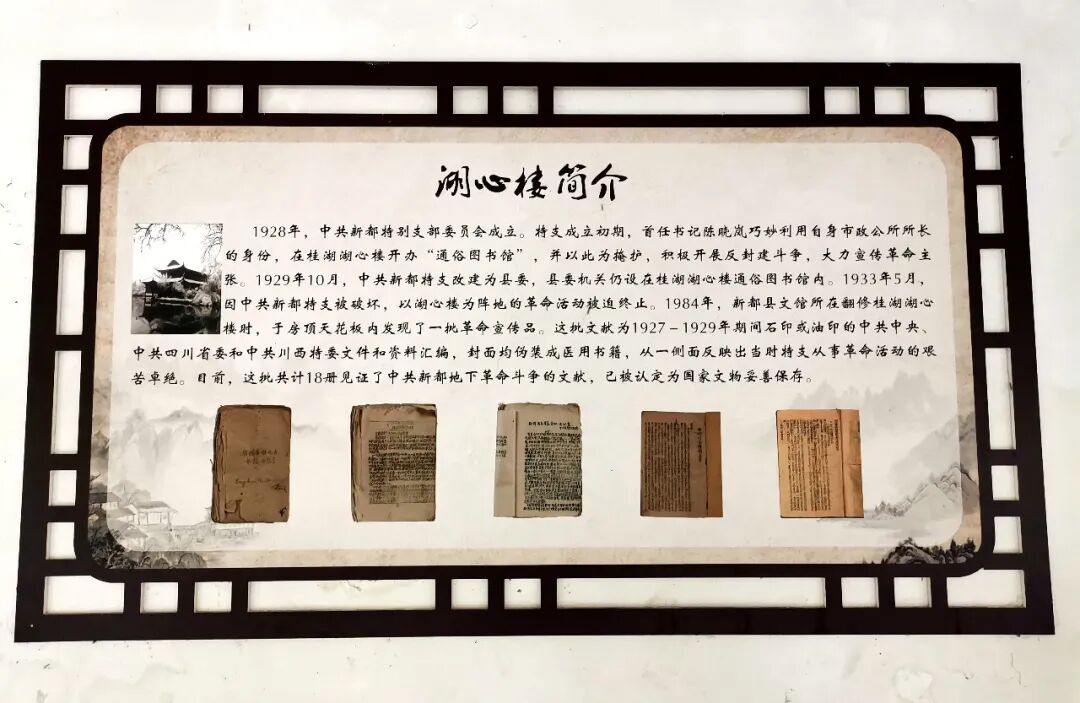 湖心楼简介
1928年，中共新都特别支部委员会成立。特支成立初期，首任书记陈晓岚巧妙利用自身市政公所所长
的身份，在桂湖湖心楼开办“通俗图书馆”，并以此为掩护，积极开展反封建斗争，大力宣传革命主
张。1929年10月，中共新都特支改建为县委，县委机关仍设在桂湖湖心楼通俗图书馆内。1933年5月，
因中共新都特支被破坏，以湖心楼为阵地的革命活动被迫终止。1984年，新都县文馆所在翻修桂湖湖心
楼时，于房顶天花板内发现了一批革命宣传品。这批文献为1927-1929年期间石印或油印的中共中央、
中共四川省委和中共川西特委文件和资料汇编，封面均伪装成医用书籍，从一侧面反映出当时特支从事革命活动的艰
苦卓绝。目前，这批共计18册见证了中共新都地下革命斗争的文献，已被认定为国家文物妥善保存。